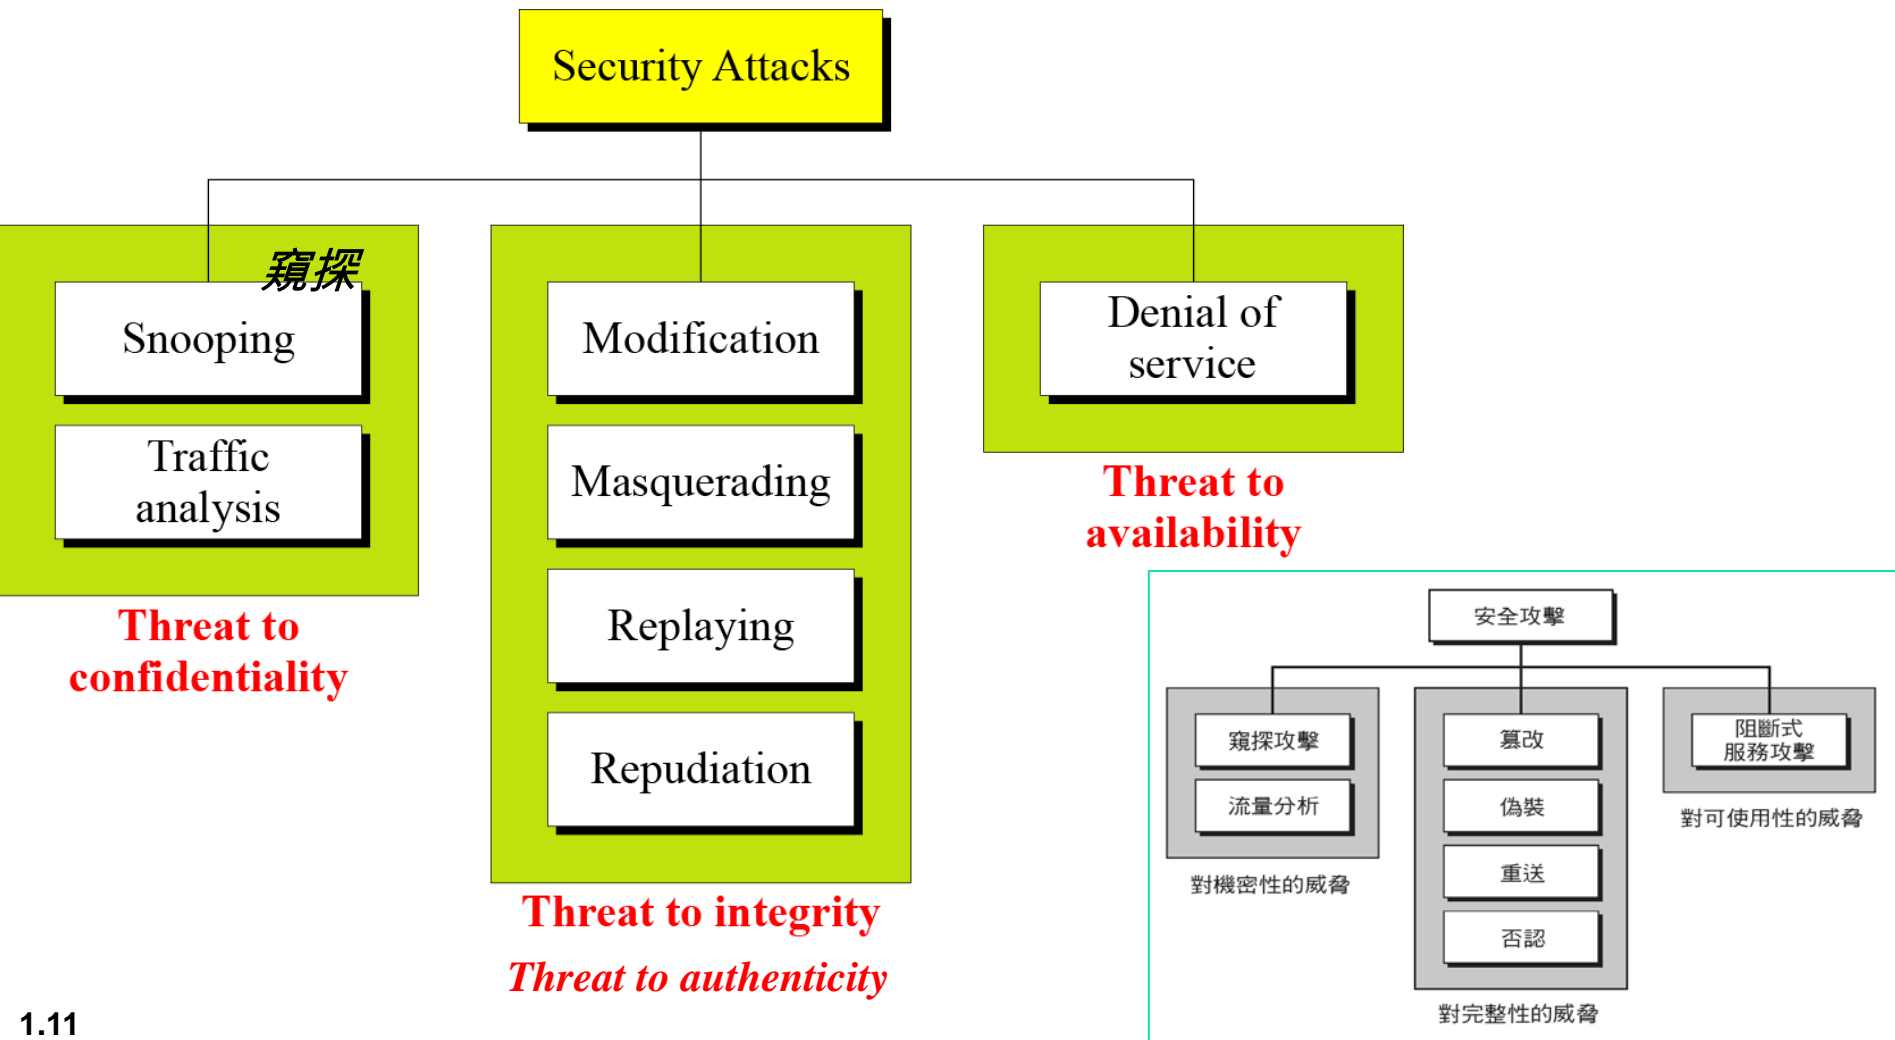 Security Attacks
窺探
Snooping
Traffic
analysis
Threat to
confidentiality
Modification
Masquerading
Replaying
Repudiation
Threat to integrity
Threat to authenticity
Denial of
service
Threat to
availability
安全攻擊
窺探攻擊
流量分析
對機密性的威脅
篡改
偽裝
重送
否認
對完整性的威脅
阻斷式
服務攻擊
對可使用性的威脅
1.11